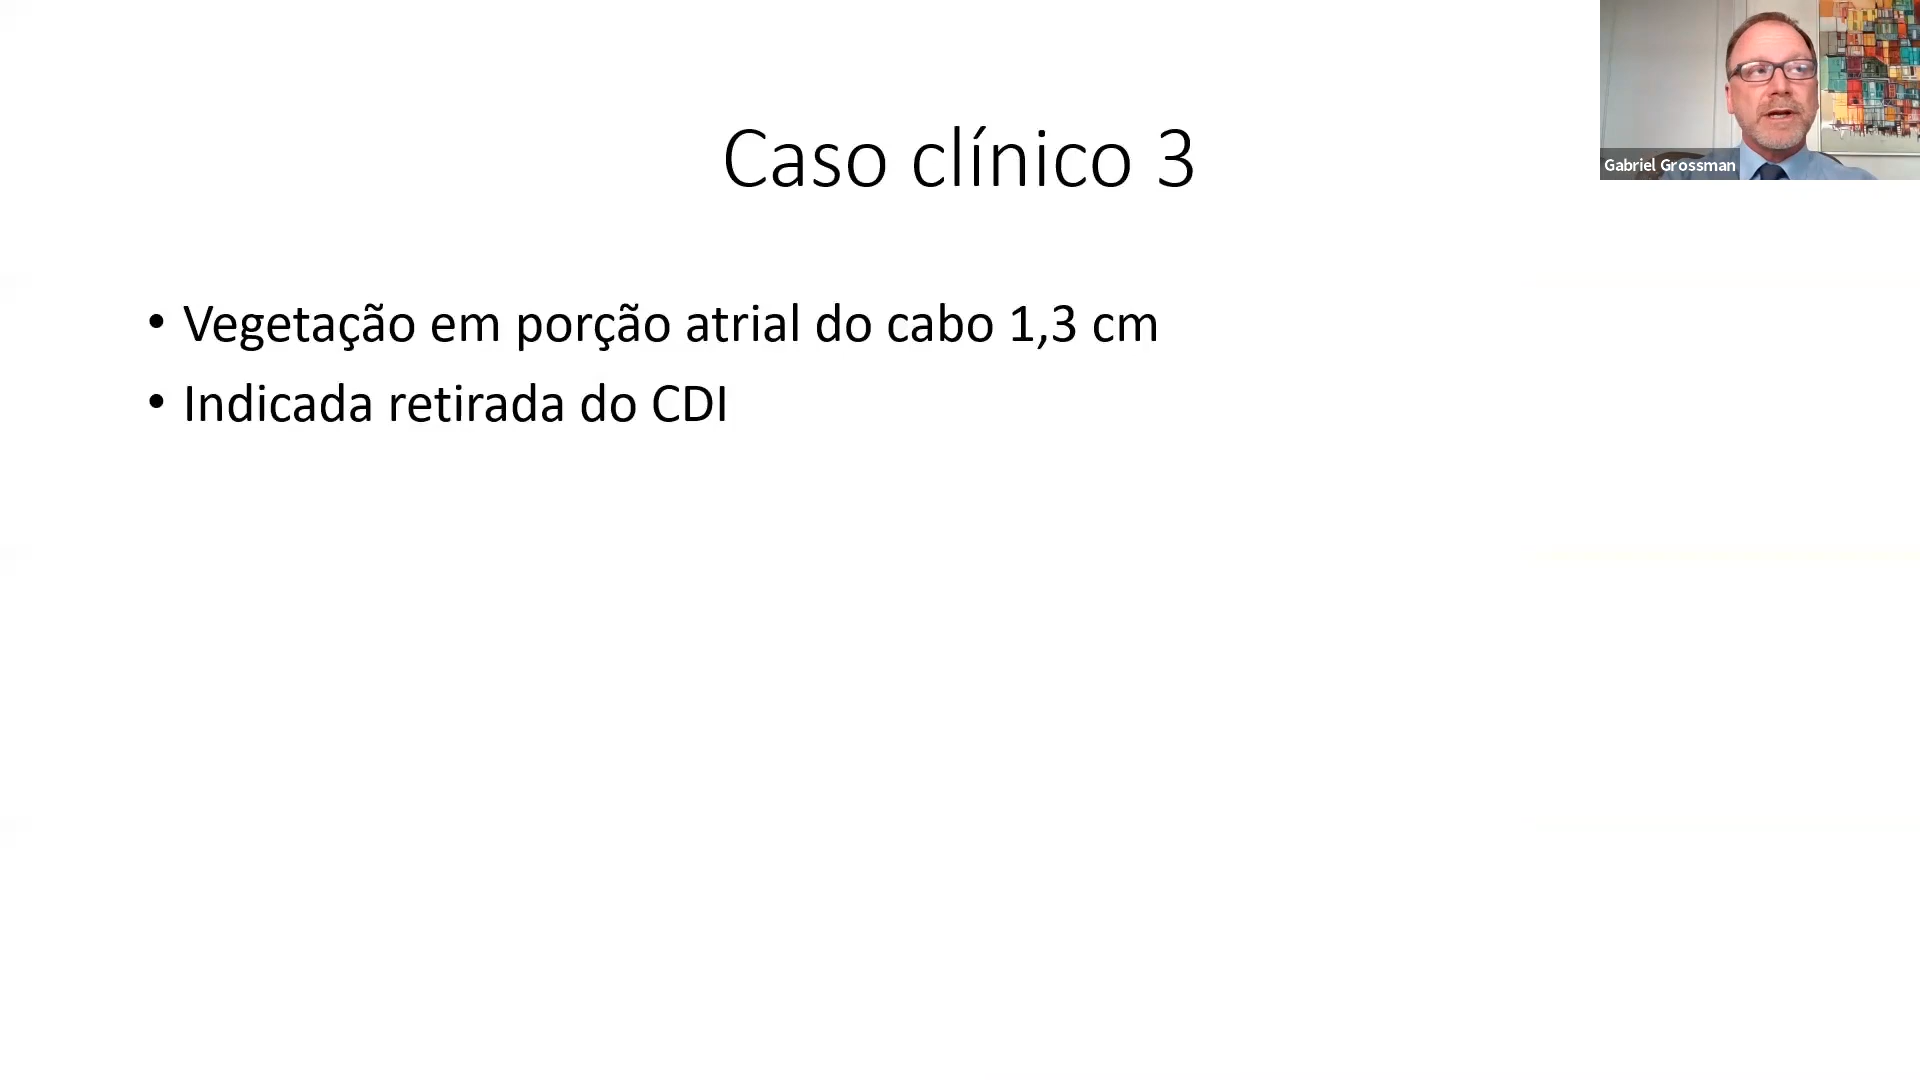 Caso clínico 3
Gabriel Grossman
• Vegetação em porção atrial do cabo 1,3 cm
• Indicada retirada do CDI